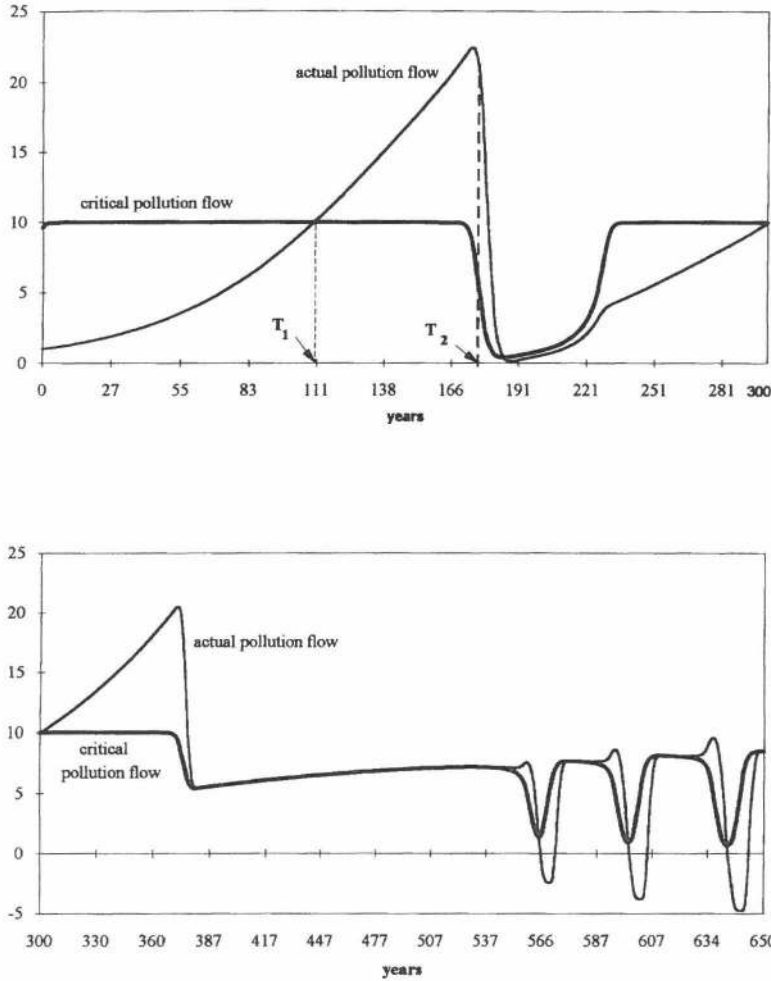 25
actual pollution flow
20
15
critical pollution flow
10
5
T1
T2
0
0 27 55 83 111 138 166 191 221 251 281 300
years
25
20
actual pollution flow
15
10
critical
pollution flow
5
0
-5
300 330 360 387 417 447 477 507 537 566 587 607 634 650
years